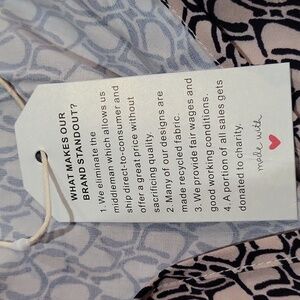 WHAT MAKES OUR
BRAND STANDOUT?
1. We eliminate the
middleman which allows us
ship direct-to-consumer and
offer a great price without
sacrificing quality.
2. Many of our designs are
made recycled fabric.
3. We provide fair wages and
good working conditions.
4. A portion of all sales gets
donated to charity.
made with